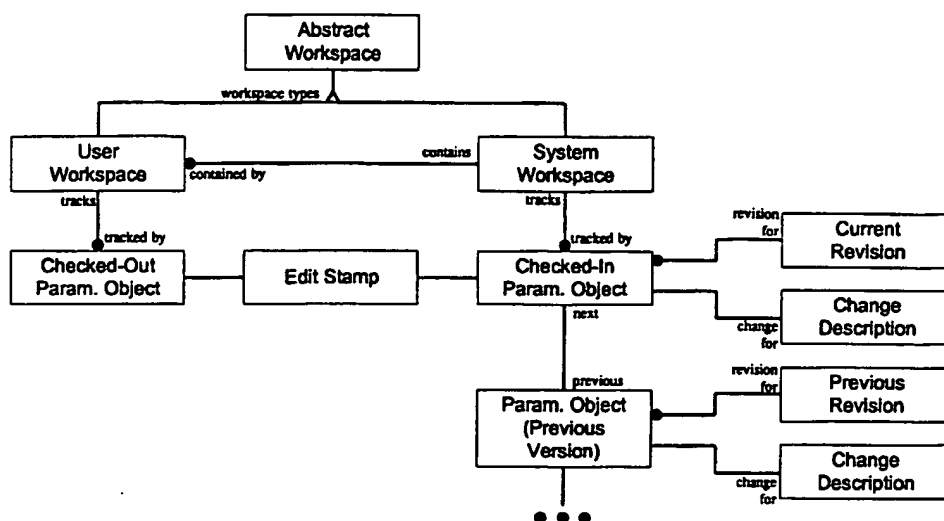 Abstract
Workspace
workspace types
User
Workspace
contains
contained by
System
Workspace
tracks
tracks
tracked by
tracked by
revision
for
Current
Revision
Checked-Out
Param. Object
Edit Stamp
Checked-In
Param. Object
next
change
for
Change
Description
previous
revision
for
Previous
Revision
Param. Object
(Previous
Version)
change
for
Change
Description